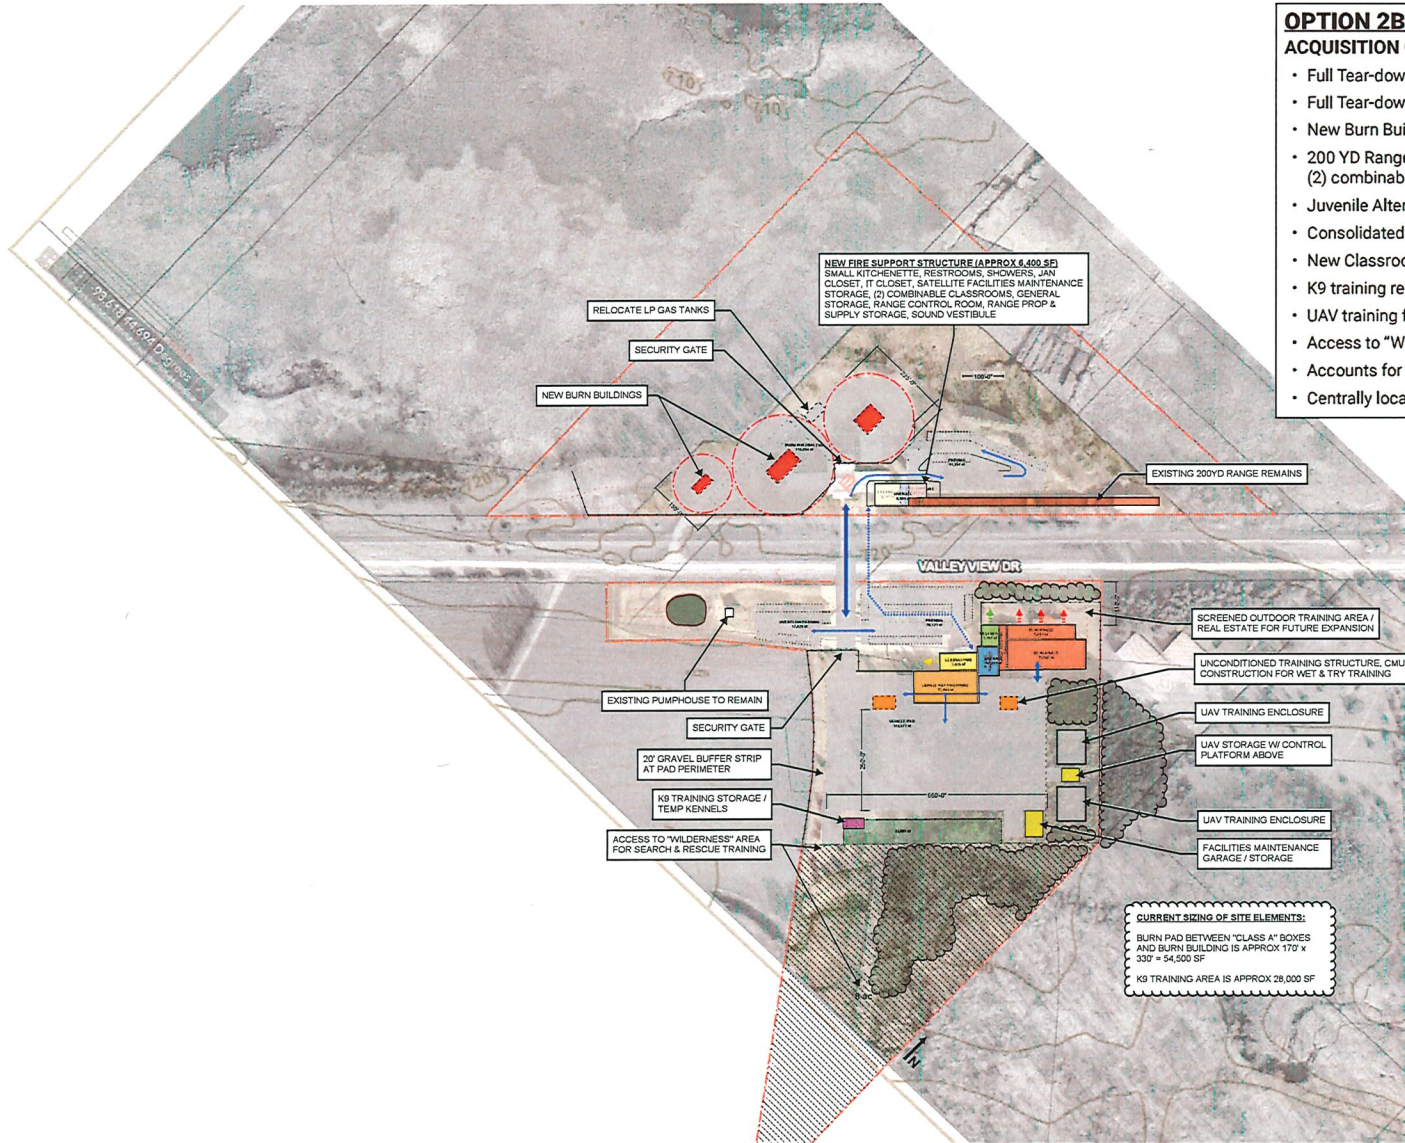 OPTION 2B
ACQUISITION
• Full Tear-dow
• Full Tear-dow
• New Burn Bui
• 200 YD Range
(2) combinab
• Juvenile Alter
• Consolidated
• New Classroo
• K9 training re
• UAV training f
• Access to "W
• Accounts for
• Centrally loca
710
NEW FIRE SUPPORT STRUCTURE (APPROX 6,400 SF)
SMALL KITCHENETTE, RESTROOMS, SHOWERS, JAN
CLOSET, IT CLOSET, SATELLITE FACILITIES MAINTENANCE
STORAGE, (2) COMBINABLE CLASSROOMS, GENERAL
STORAGE, RANGE CONTROL ROOM, RANGE PROP &
SUPPLY STORAGE, SOUND VESTIBULE
RELOCATE LP GAS TANKS
SECURITY GATE
NEW BURN BUILDINGS
100'-0"
EXISTING 200YD RANGE REMAINS
VALLEY VIEW DR
SCREENED OUTDOOR TRAINING AREA /
REAL ESTATE FOR FUTURE EXPANSION
UNCONDITIONED TRAINING STRUCTURE, CMU
CONSTRUCTION FOR WET & TRY TRAINING
EXISTING PUMPHOUSE TO REMAIN
SECURITY GATE
UAV TRAINING ENCLOSURE
UAV STORAGE W/ CONTROL
PLATFORM ABOVE
20' GRAVEL BUFFER STRIP
AT PAD PERIMETER
250'-0"
550'-0"
K9 TRAINING STORAGE /
TEMP KENNELS
UAV TRAINING ENCLOSURE
ACCESS TO "WILDERNESS" AREA
FOR SEARCH & RESCUE TRAINING
FACILITIES MAINTENANCE
GARAGE / STORAGE
CURRENT SIZING OF SITE ELEMENTS:
BURN PAD BETWEEN "CLASS A" BOXES
AND BURN BUILDING IS APPROX 170' x
330' = 54,500 SF
K9 TRAINING AREA IS APPROX 28,000 SF
N